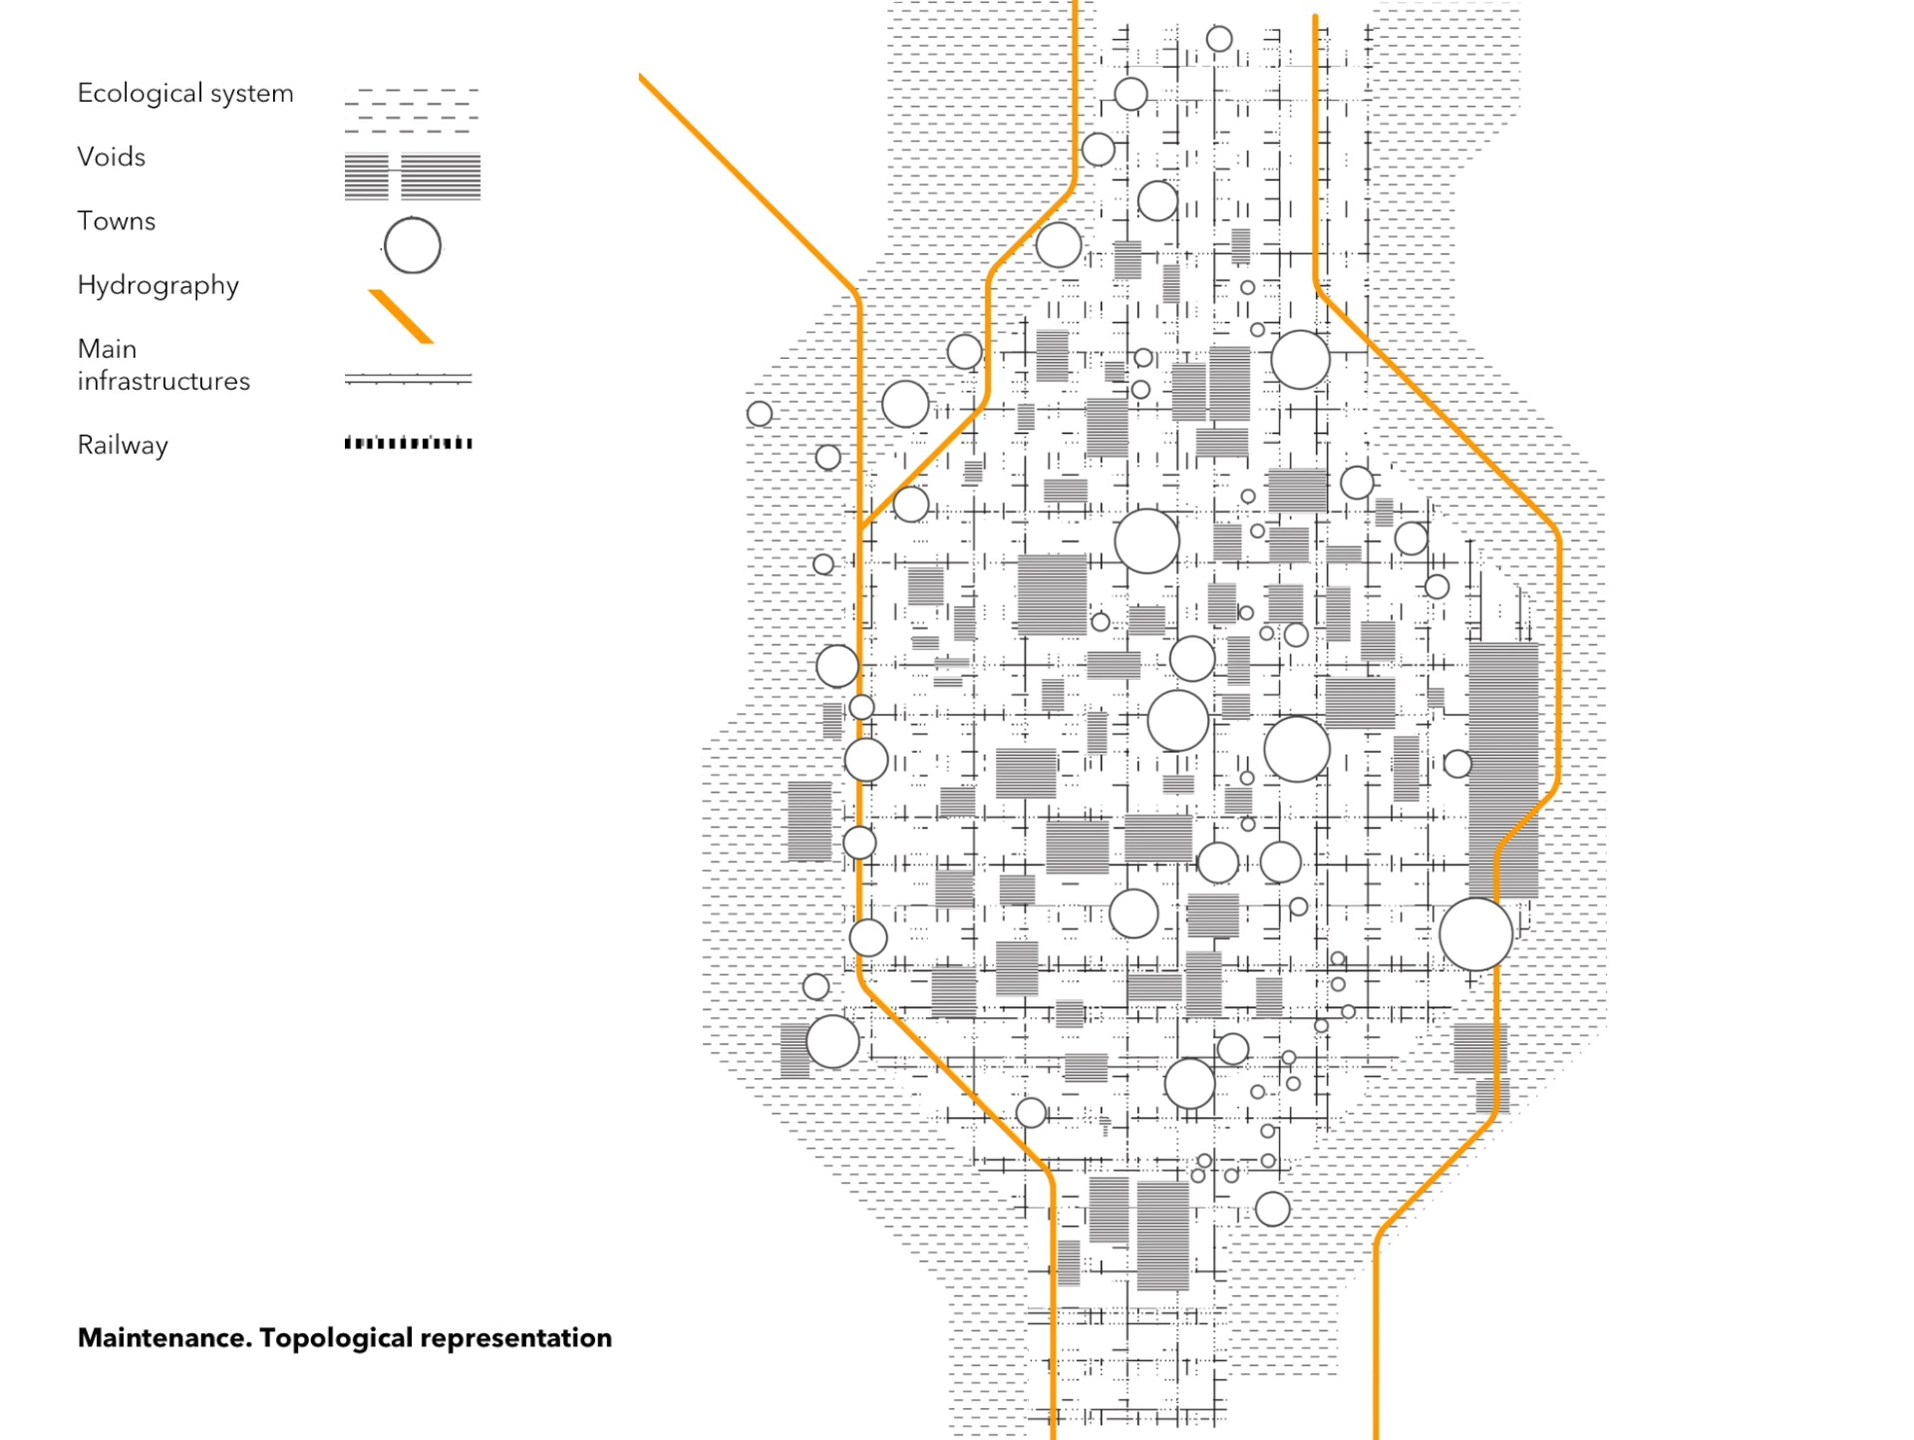 Ecological system
Voids
Towns
Hydrography
Main
infrastructures
Railway
Maintenance. Topological representation